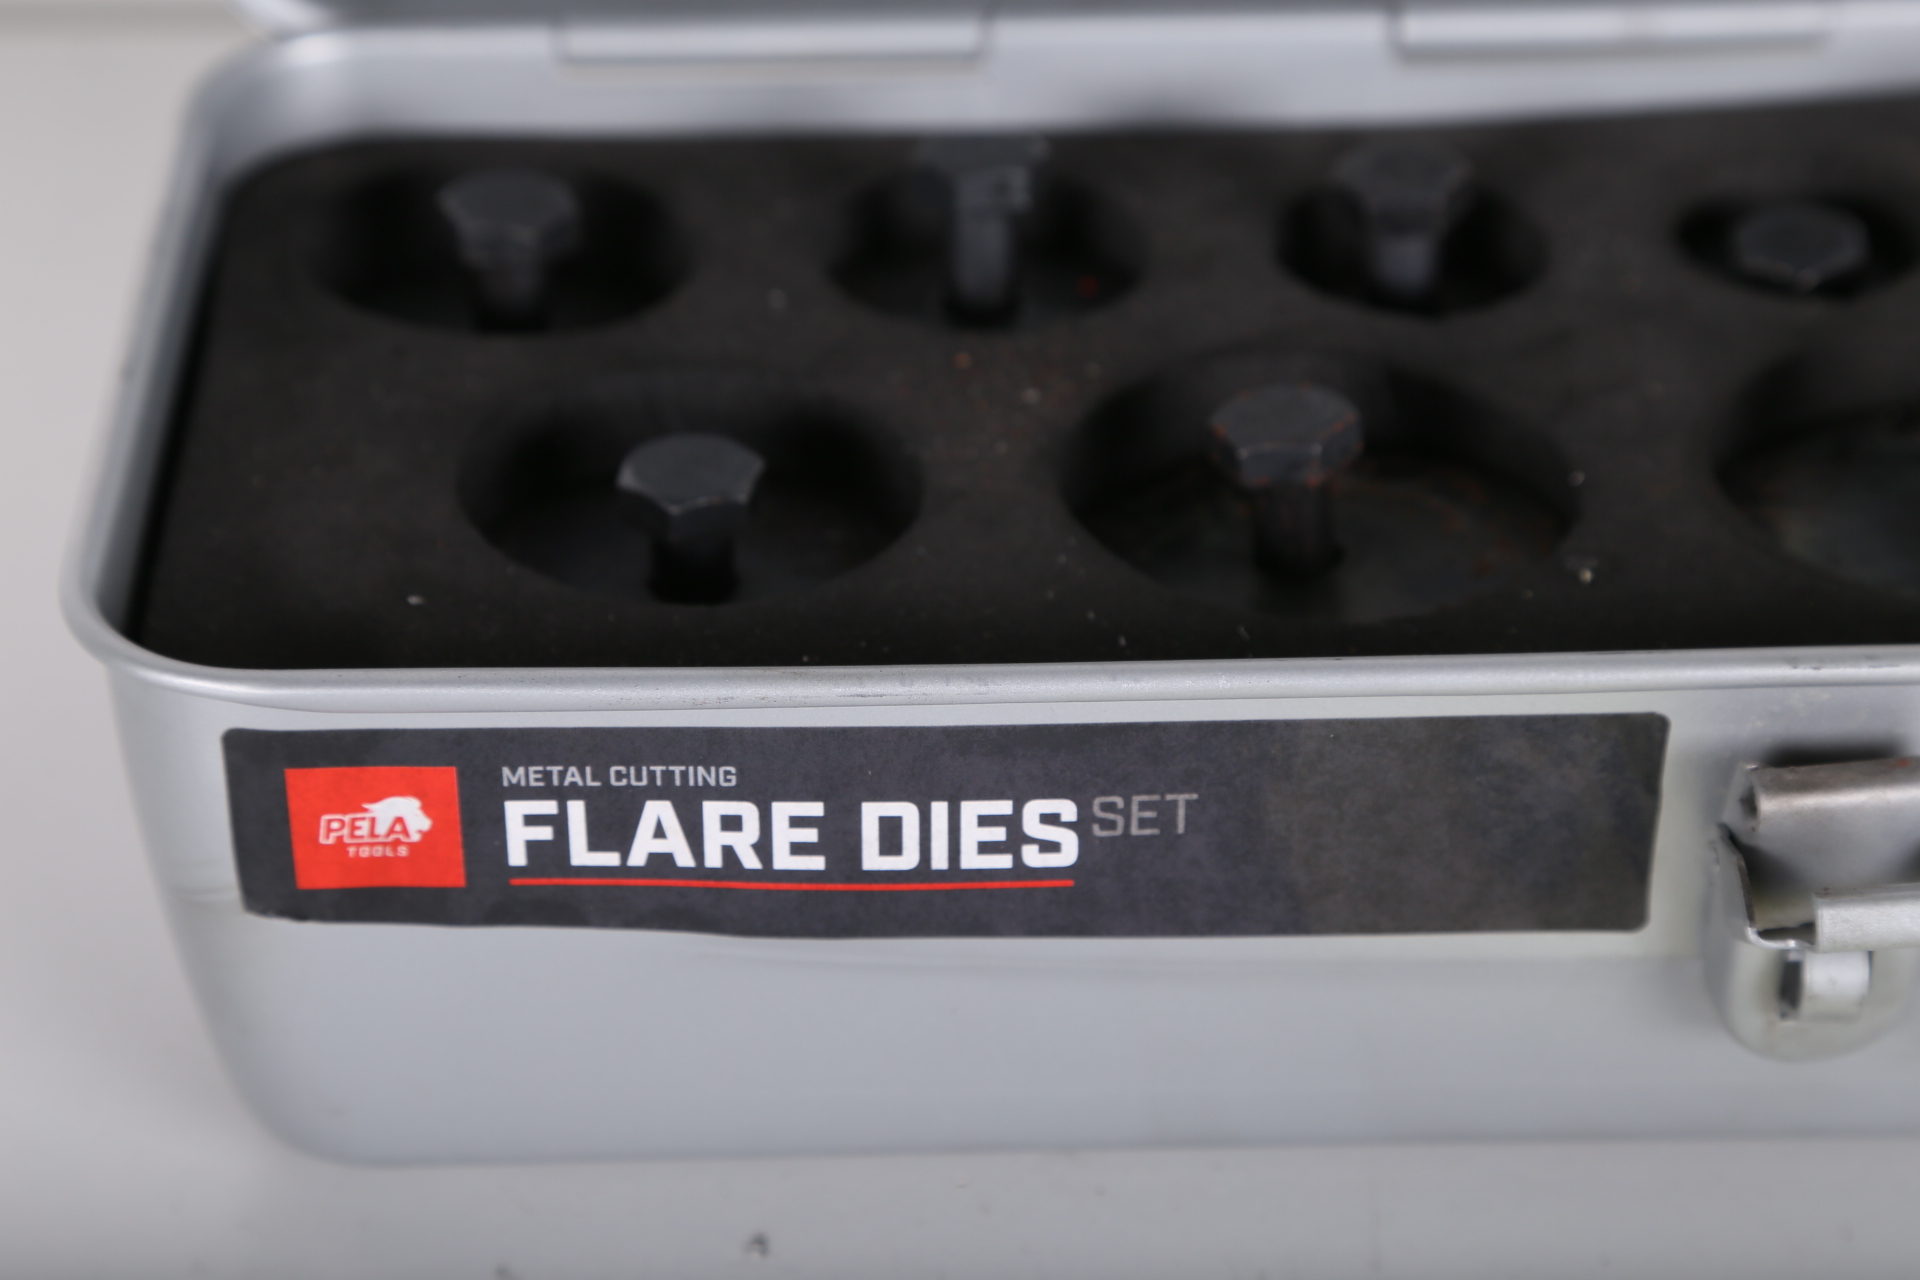 PELA
TOOLS
METAL CUTTING
FLARE DIES SET